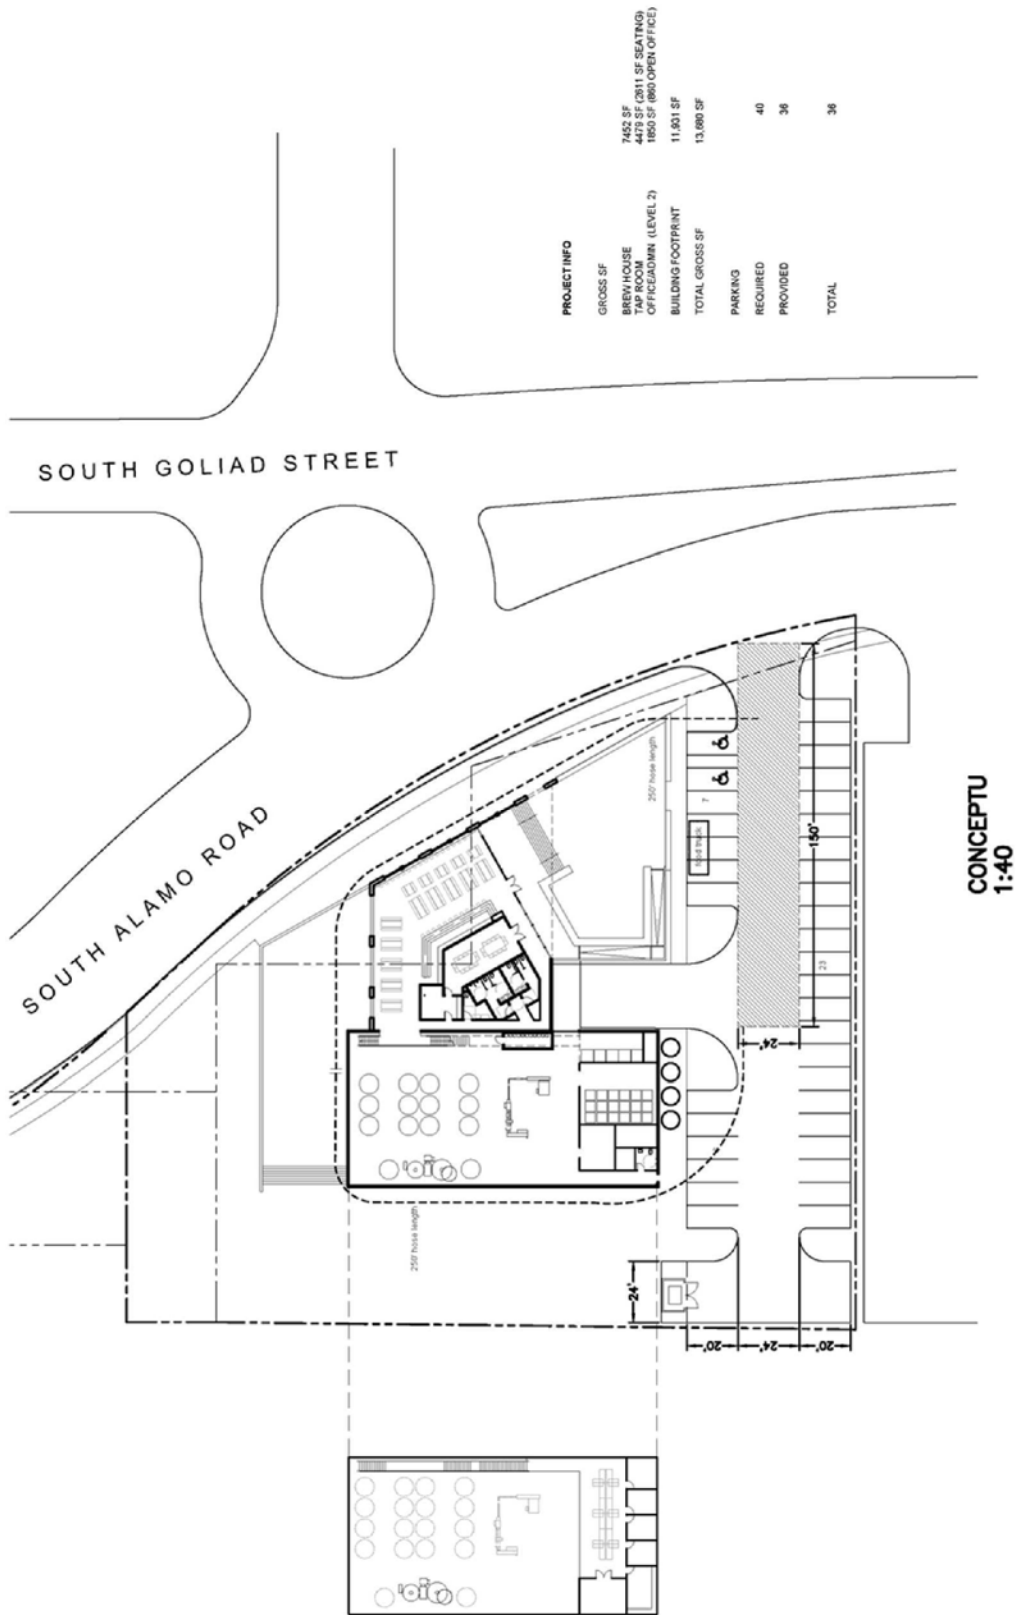 SOUTH GOLIAD STREET
SOUTH ALAMO ROAD
PROJECT INFO
GROSS SF
BREW HOUSE 7452 SF
TAP ROOM 4479 SF (2611 SF SEATING)
OFFICE/ADMIN (LEVEL 2) 1850 SF (860 OPEN OFFICE)
BUILDING FOOTPRINT 11,931 SF
TOTAL GROSS SF 13,680 SF
PARKING
REQUIRED 40
PROVIDED 36
TOTAL 36
250' hose length
7
food truck
150'
23
24'
250' hose length
24'
20'
24'
20'
CONCEPTU
1:40